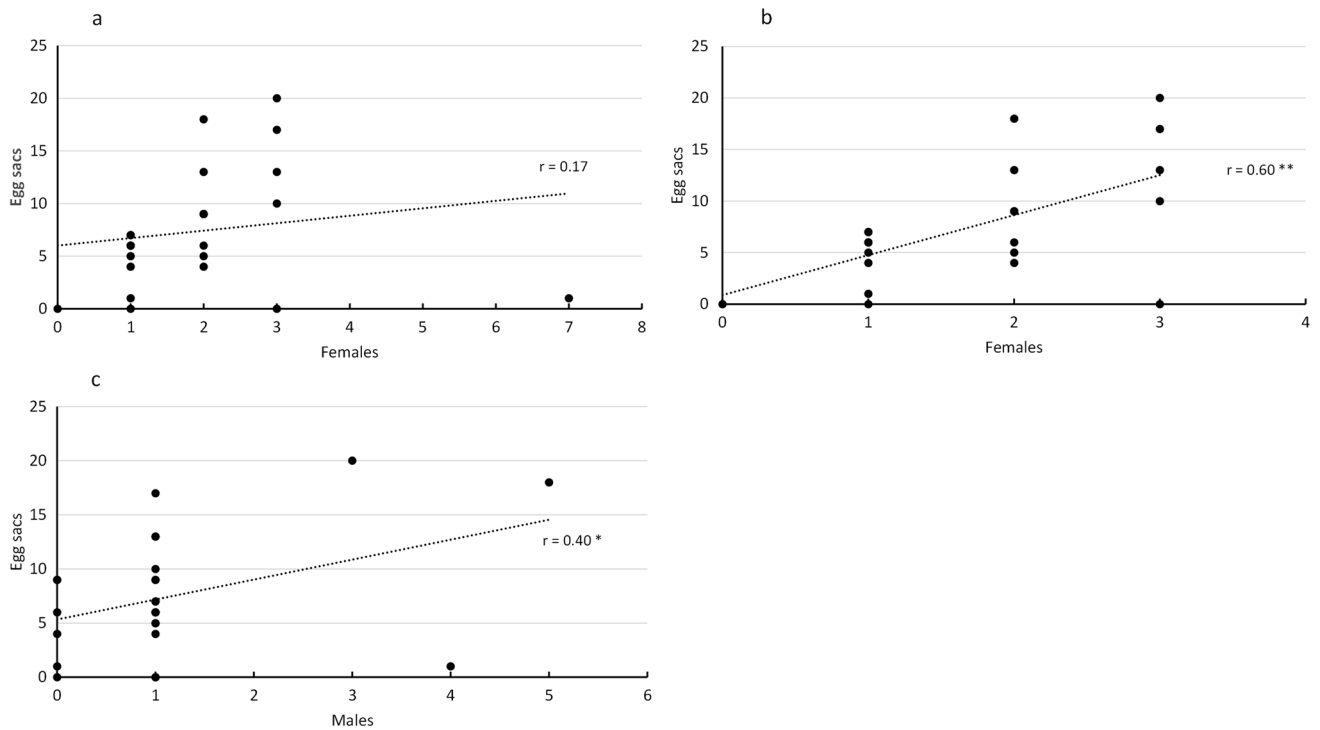 a
25
20
15
10
5
0
Egg sacs
r = 0.17
0 1 2 3 4 5 6 7 8
Females
b
25
20
15
10
5
0
Egg sacs
r = 0.60 **
0 1 2 3 4
Females
c
25
20
15
10
5
0
Egg sacs
r = 0.40 *
0 1 2 3 4 5 6
Males